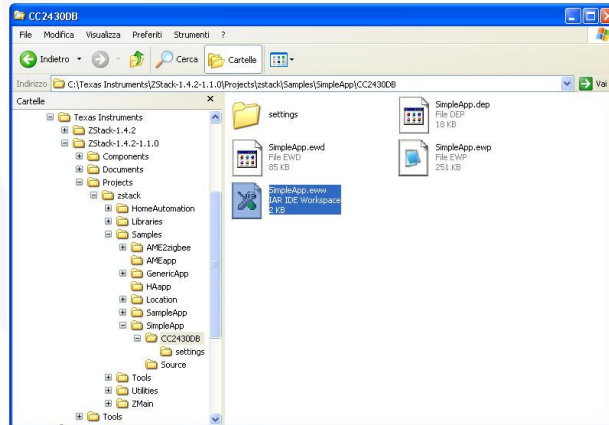 CC2430DB
File Modifica Visualizza Preferiti Strumenti ?
Indietro Cerca Cartelle
Indirizzo C:\Texas Instruments\ZStack-1.4.2-1.1.0\Projects\zstack\Samples\SimpleApp\CC2430DB Vai
Cartelle
Texas Instruments
ZStack-1.4.2
ZStack-1.4.2-1.1.0
Components
Documents
Projects
zstack
HomeAutomation
Libraries
Samples
AME2zigbee
AMEapp
GenericApp
HAapp
Location
SampleApp
SimpleApp
CC2430DB
settings
Source
Tools
Utilities
ZMain
Tools
settings
SimpleApp.dep
File DEP
18 KB
SimpleApp.ewd
File EWD
85 KB
SimpleApp.ewp
File EWP
251 KB
SimpleApp.eww
IAR IDE Workspace
2 KB